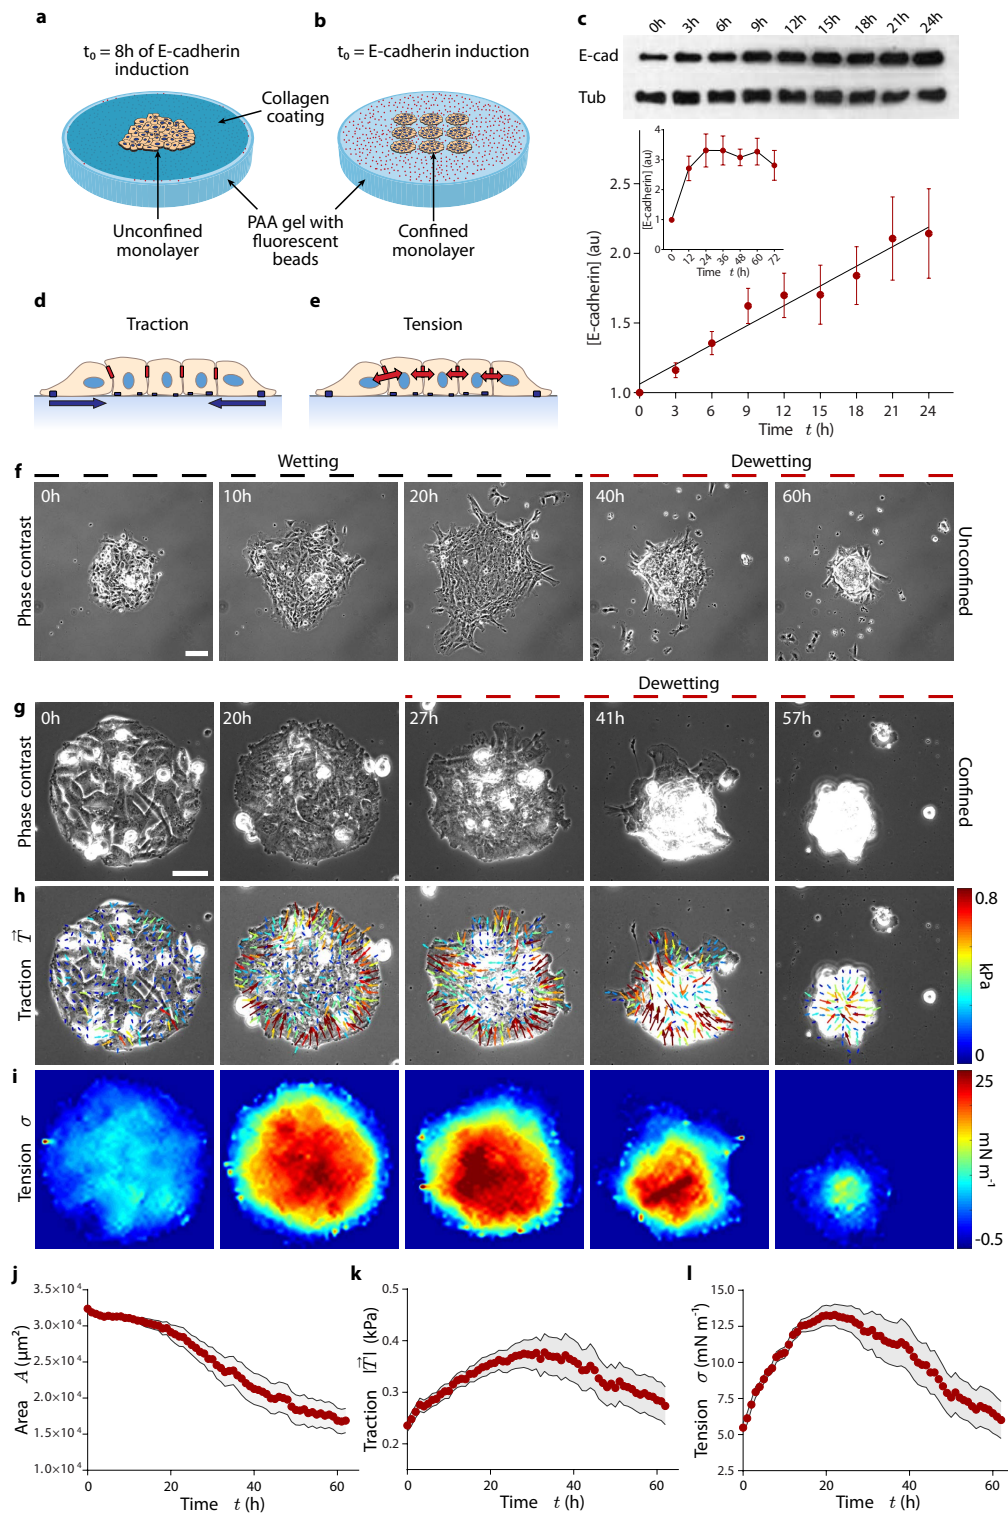 a
t₀ = 8h of E-cadherin
induction
Collagen
coating
Unconfined
monolayer
PAA gel with
fluorescent
beads
b
t₀ = E-cadherin induction
Confined
monolayer
c
0h 3h 6h 9h 12h 15h 18h 21h 24h
E-cad
Tub
[E-cadherin] (au)
2.5
2.0
1.5
1.0
0 3 6 9 12 15 18 21 24
Time t (h)
[E-cadherin] (au)
4
3
2
1
0
0 12 24 36 48 60 72
Time t (h)
d
Traction
e
Tension
f
Wetting
Dewetting
Phase contrast
0h
10h
20h
40h
60h
Unconfined
Dewetting
g
Phase contrast
0h
20h
27h
41h
57h
Confined
h
Traction T⃗
0.8
kPa
0
i
Tension σ
25
mN m⁻¹
-0.5
j
Area A (µm²)
3.5×10⁴
3.0×10⁴
2.5×10⁴
2.0×10⁴
1.5×10⁴
1.0×10⁴
0 20 40 60
Time t (h)
k
Traction |T⃗| (kPa)
0.5
0.4
0.3
0.2
0 20 40 60
Time t (h)
l
Tension σ (mN m⁻¹)
15.0
12.5
10.0
7.5
5.0
2.5
0 20 40 60
Time t (h)